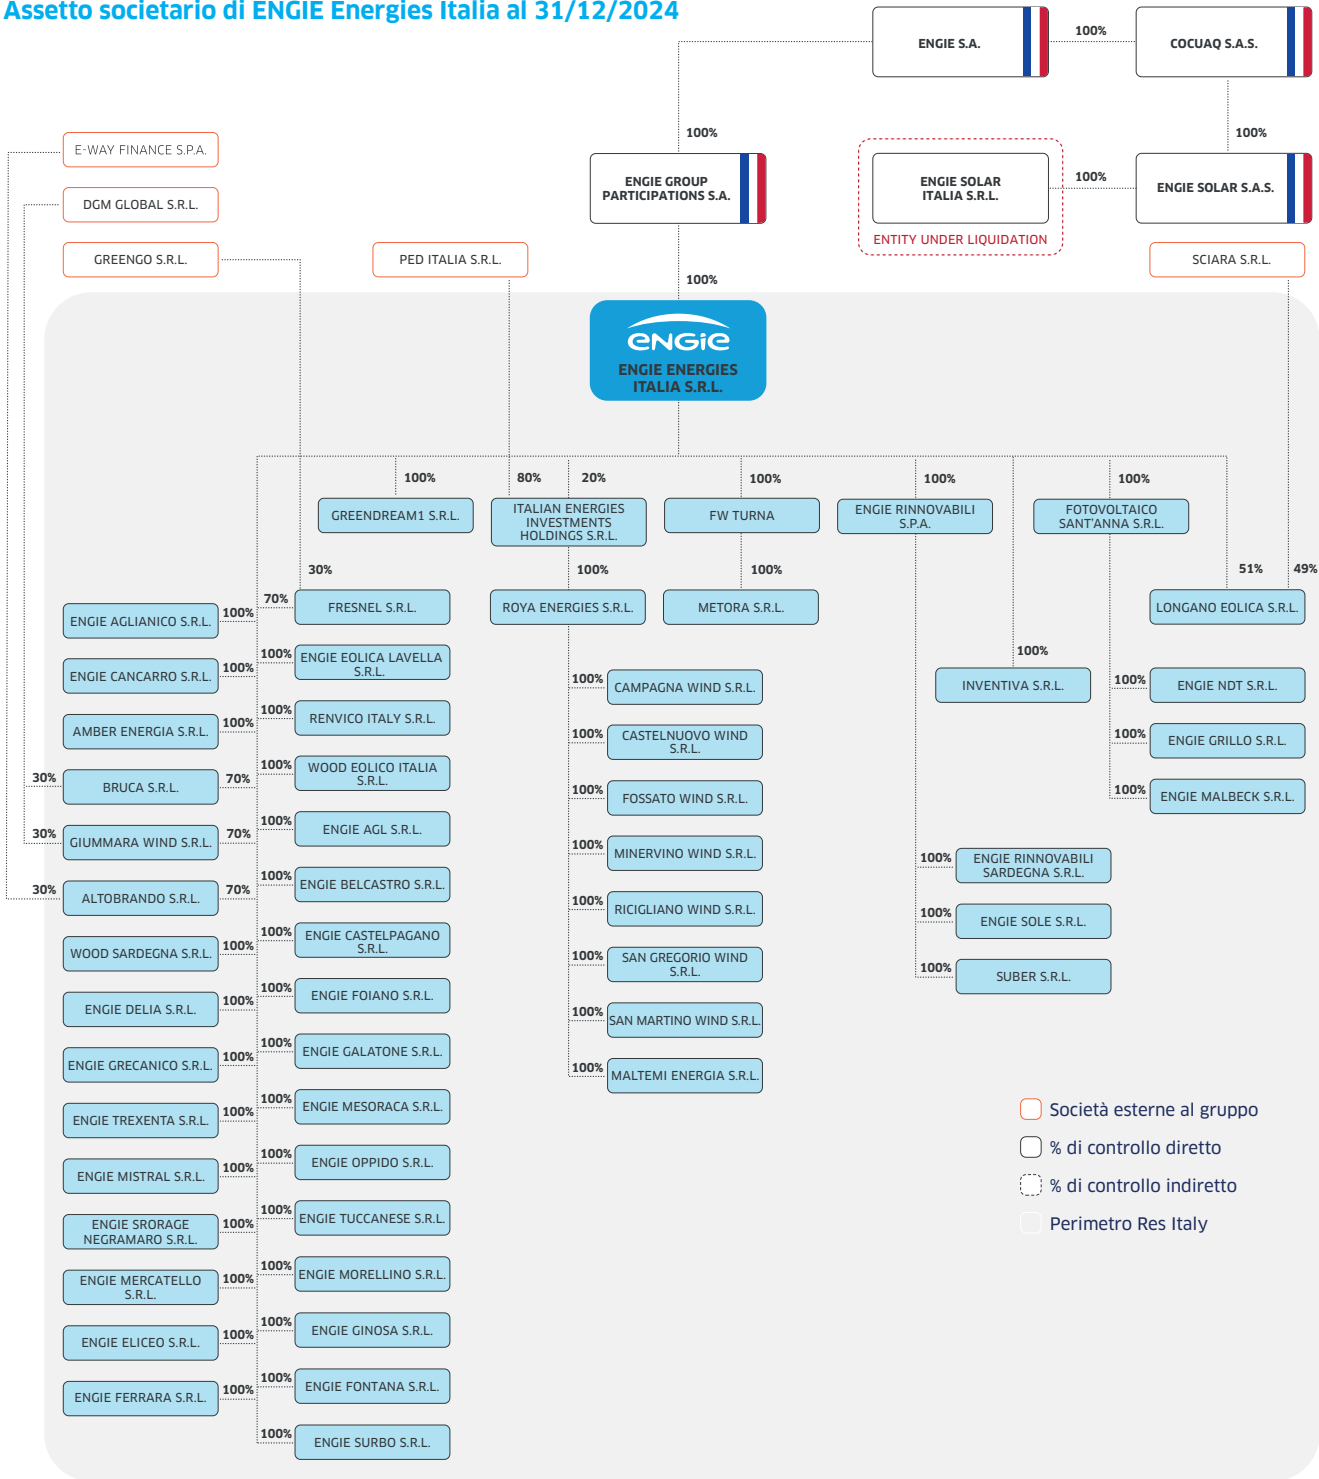 Assetto societario di ENGIE Energies Italia al 31/12/2024
ENGIE S.A.
100%
COCUAQ S.A.S.
100%
100%
E-WAY FINANCE S.P.A.
DGM GLOBAL S.R.L.
GREENGO S.R.L.
PED ITALIA S.R.L.
ENGIE GROUP
PARTICIPATIONS S.A.
ENGIE SOLAR
ITALIA S.R.L.
ENTITY UNDER LIQUIDATION
100%
ENGIE SOLAR S.A.S.
SCIARA S.R.L.
100%
ENGIE
ENGIE ENERGIES
ITALIA S.R.L.
100%
80%
20%
100%
100%
100%
GREENDREAM1 S.R.L.
ITALIAN ENERGIES
INVESTMENTS
HOLDINGS S.R.L.
FW TURNA
ENGIE RINNOVABILI
S.P.A.
FOTOVOLTAICO
SANT'ANNA S.R.L.
30%
100%
100%
51%
49%
70%
FRESNEL S.R.L.
ROYA ENERGIES S.R.L.
METORA S.R.L.
LONGANO EOLICA S.R.L.
ENGIE AGLIANICO S.R.L.
100%
ENGIE CANCARRO S.R.L.
100%
AMBER ENERGIA S.R.L.
100%
30%
BRUCA S.R.L.
70%
30%
GIUMMARA WIND S.R.L.
70%
30%
ALTOBRANDO S.R.L.
70%
WOOD SARDEGNA S.R.L.
100%
ENGIE DELIA S.R.L.
100%
ENGIE GRECANICO S.R.L.
100%
ENGIE TREXENTA S.R.L.
100%
ENGIE MISTRAL S.R.L.
100%
ENGIE SRORAGE
NEGRAMARO S.R.L.
100%
ENGIE MERCATELLO
S.R.L.
100%
ENGIE ELICEO S.R.L.
100%
ENGIE FERRARA S.R.L.
100%
100%
ENGIE EOLICA LAVELLA
S.R.L.
100%
RENVICO ITALY S.R.L.
100%
WOOD EOLICO ITALIA
S.R.L.
100%
ENGIE AGL S.R.L.
100%
ENGIE BELCASTRO S.R.L.
100%
ENGIE CASTELPAGANO
S.R.L.
100%
ENGIE FOIANO S.R.L.
100%
ENGIE GALATONE S.R.L.
100%
ENGIE MESORACA S.R.L.
100%
ENGIE OPPIDO S.R.L.
100%
ENGIE TUCCANESE S.R.L.
100%
ENGIE MORELLINO S.R.L.
100%
ENGIE GINOSA S.R.L.
100%
ENGIE FONTANA S.R.L.
100%
ENGIE SURBO S.R.L.
100%
CAMPAGNA WIND S.R.L.
100%
CASTELNUOVO WIND
S.R.L.
100%
FOSSATO WIND S.R.L.
100%
MINERVINO WIND S.R.L.
100%
RICIGLIANO WIND S.R.L.
100%
SAN GREGORIO WIND
S.R.L.
100%
SAN MARTINO WIND S.R.L.
100%
MALTEMI ENERGIA S.R.L.
100%
INVENTIVA S.R.L.
100%
ENGIE RINNOVABILI
SARDEGNA S.R.L.
100%
ENGIE SOLE S.R.L.
100%
SUBER S.R.L.
100%
ENGIE NDT S.R.L.
100%
ENGIE GRILLO S.R.L.
100%
ENGIE MALBECK S.R.L.
Società esterne al gruppo
% di controllo diretto
% di controllo indiretto
Perimetro Res Italy